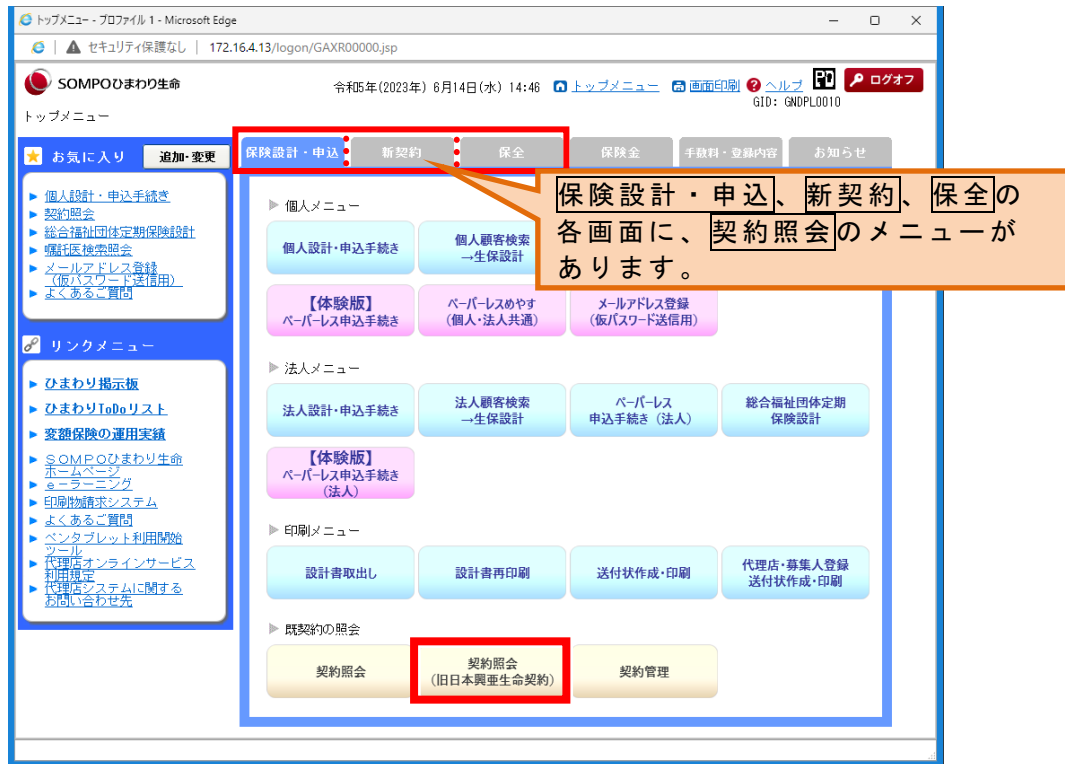 トップメニュー - プロファイル 1 - Microsoft Edge
セキュリティ保護なし | 172.16.4.13/logon/GAXR00000.jsp
SOMPOひまわり生命
令和5年(2023年) 6月14日(水) 14:46 トップメニュー 画面印刷 ヘルプ ログオフ
GID: GNDPL0010
トップメニュー
お気に入り 追加・変更
個人設計・申込手続き
契約照会
総合福祉団体定期保険設計
嘱託医検索照会
メールアドレス登録
(仮パスワード送信用)
よくあるご質問
リンクメニュー
ひまわり掲示板
ひまわりToDoリスト
変額保険の運用実績
SOMPOひまわり生命
ホームページ
e-ラーニング
印刷物請求システム
よくあるご質問
ペンタブレット利用開始
ツール
代理店オンラインサービス
利用規定
代理店システムに関する
お問い合わせ先
保険設計・申込 新契約 保全 保険金 手数料・登録内容 お知らせ
保険設計・申込、新契約、保全の
各画面に、契約照会のメニューが
あります。
個人メニュー
個人設計・申込手続き
個人顧客検索
→生保設計
【体験版】
ペーパーレス申込手続き
ペーパーレスめやす
(個人・法人共通)
メールアドレス登録
(仮パスワード送信用)
法人メニュー
法人設計・申込手続き
法人顧客検索
→生保設計
ペーパーレス
申込手続き(法人)
総合福祉団体定期
保険設計
【体験版】
ペーパーレス申込手続き
(法人)
印刷メニュー
設計書取出し
設計書再印刷
送付状作成・印刷
代理店・募集人登録
送付状作成・印刷
既契約の照会
契約照会
契約照会
(旧日本興亜生命契約)
契約管理